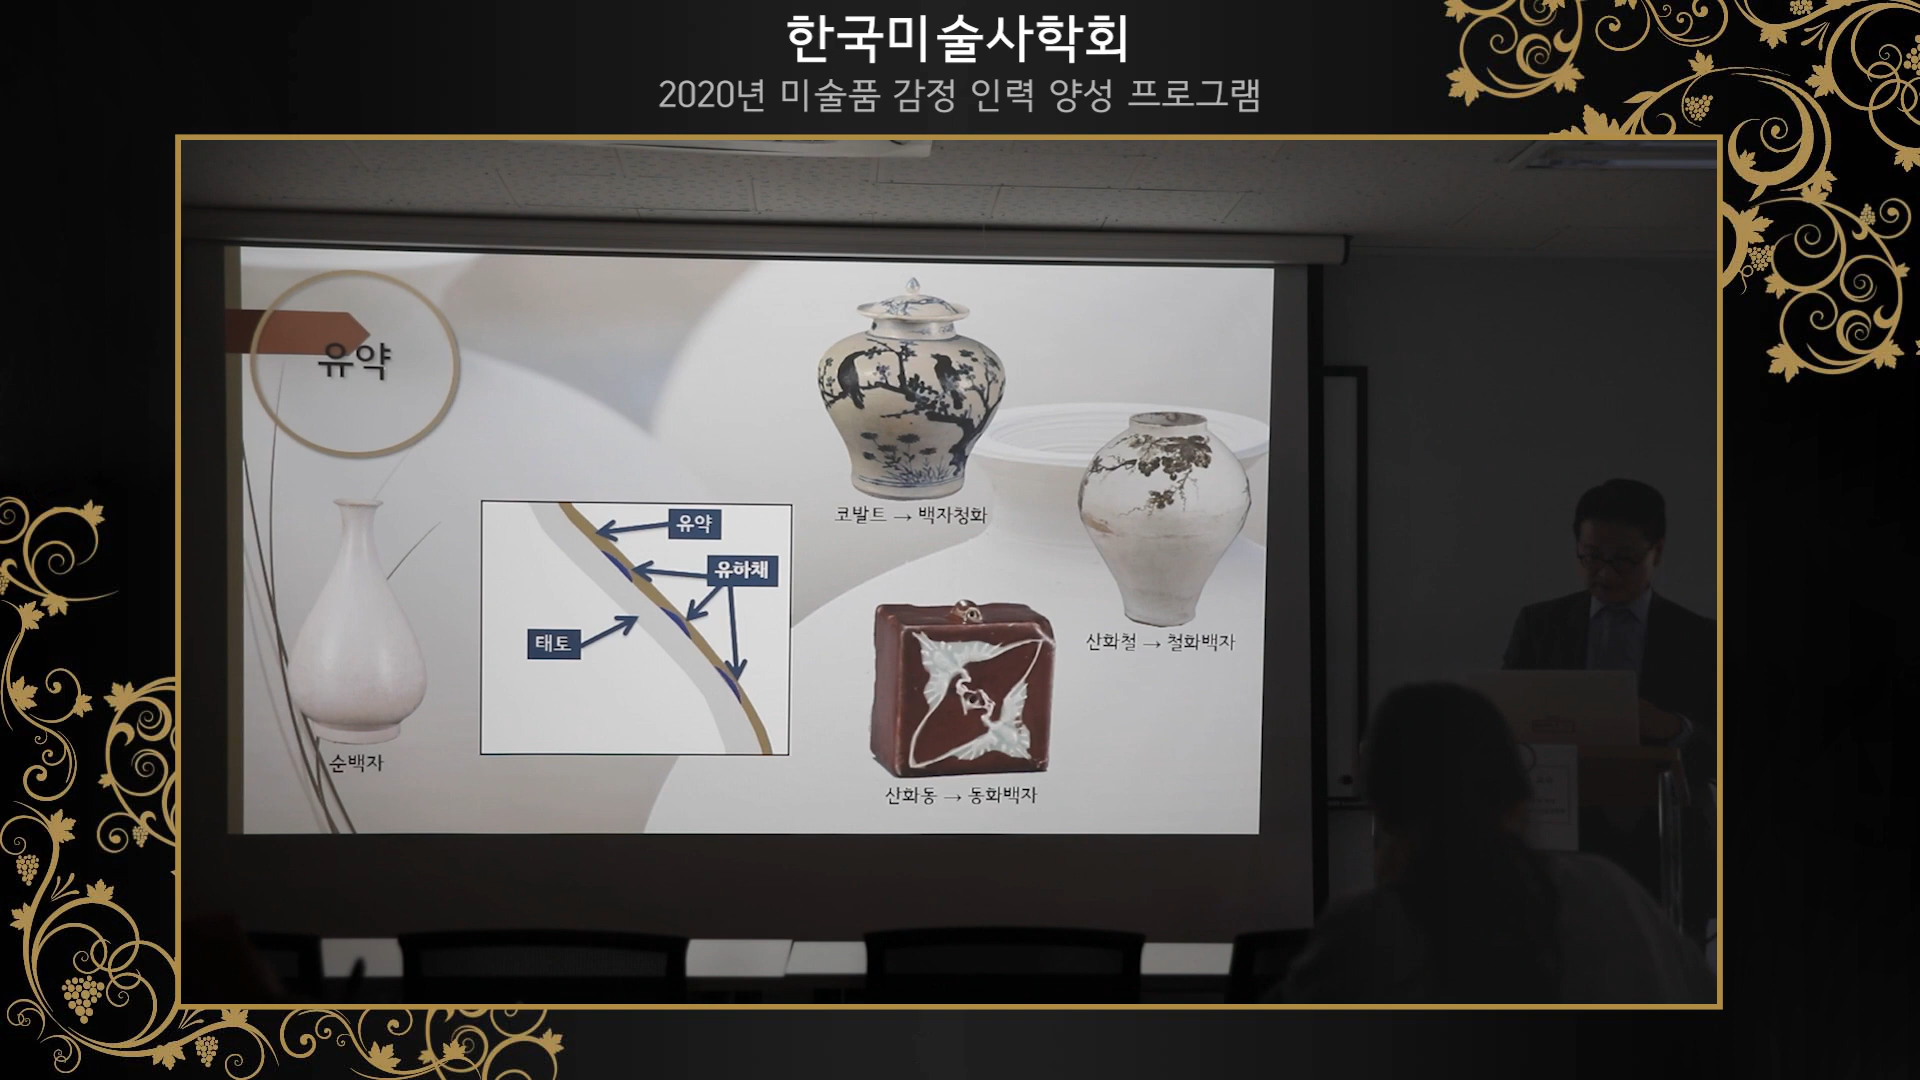 한국미술사학회
2020년 미술품 감정 인력 양성 프로그램
유약
코발트 → 백자청화
유약
유하채
태토
산화철 → 철화백자
순백자
산화동 → 동화백자